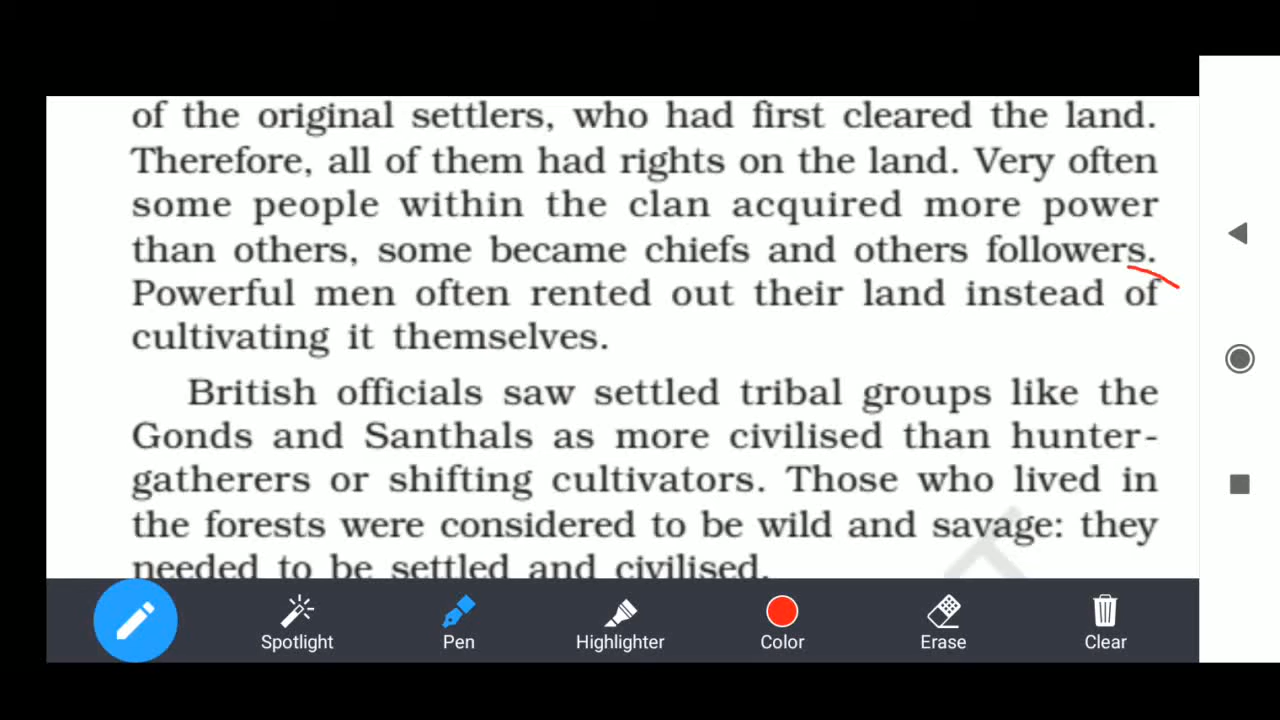 of the original settlers, who had first cleared the land.
Therefore, all of them had rights on the land. Very often
some people within the clan acquired more power
than others, some became chiefs and others followers.
Powerful men often rented out their land instead of
cultivating it themselves.
British officials saw settled tribal groups like the
Gonds and Santhals as more civilised than hunter-
gatherers or shifting cultivators. Those who lived in
the forests were considered to be wild and savage: they
needed to be settled and civilised.
Spotlight
Pen
Highlighter
Color
Erase
Clear